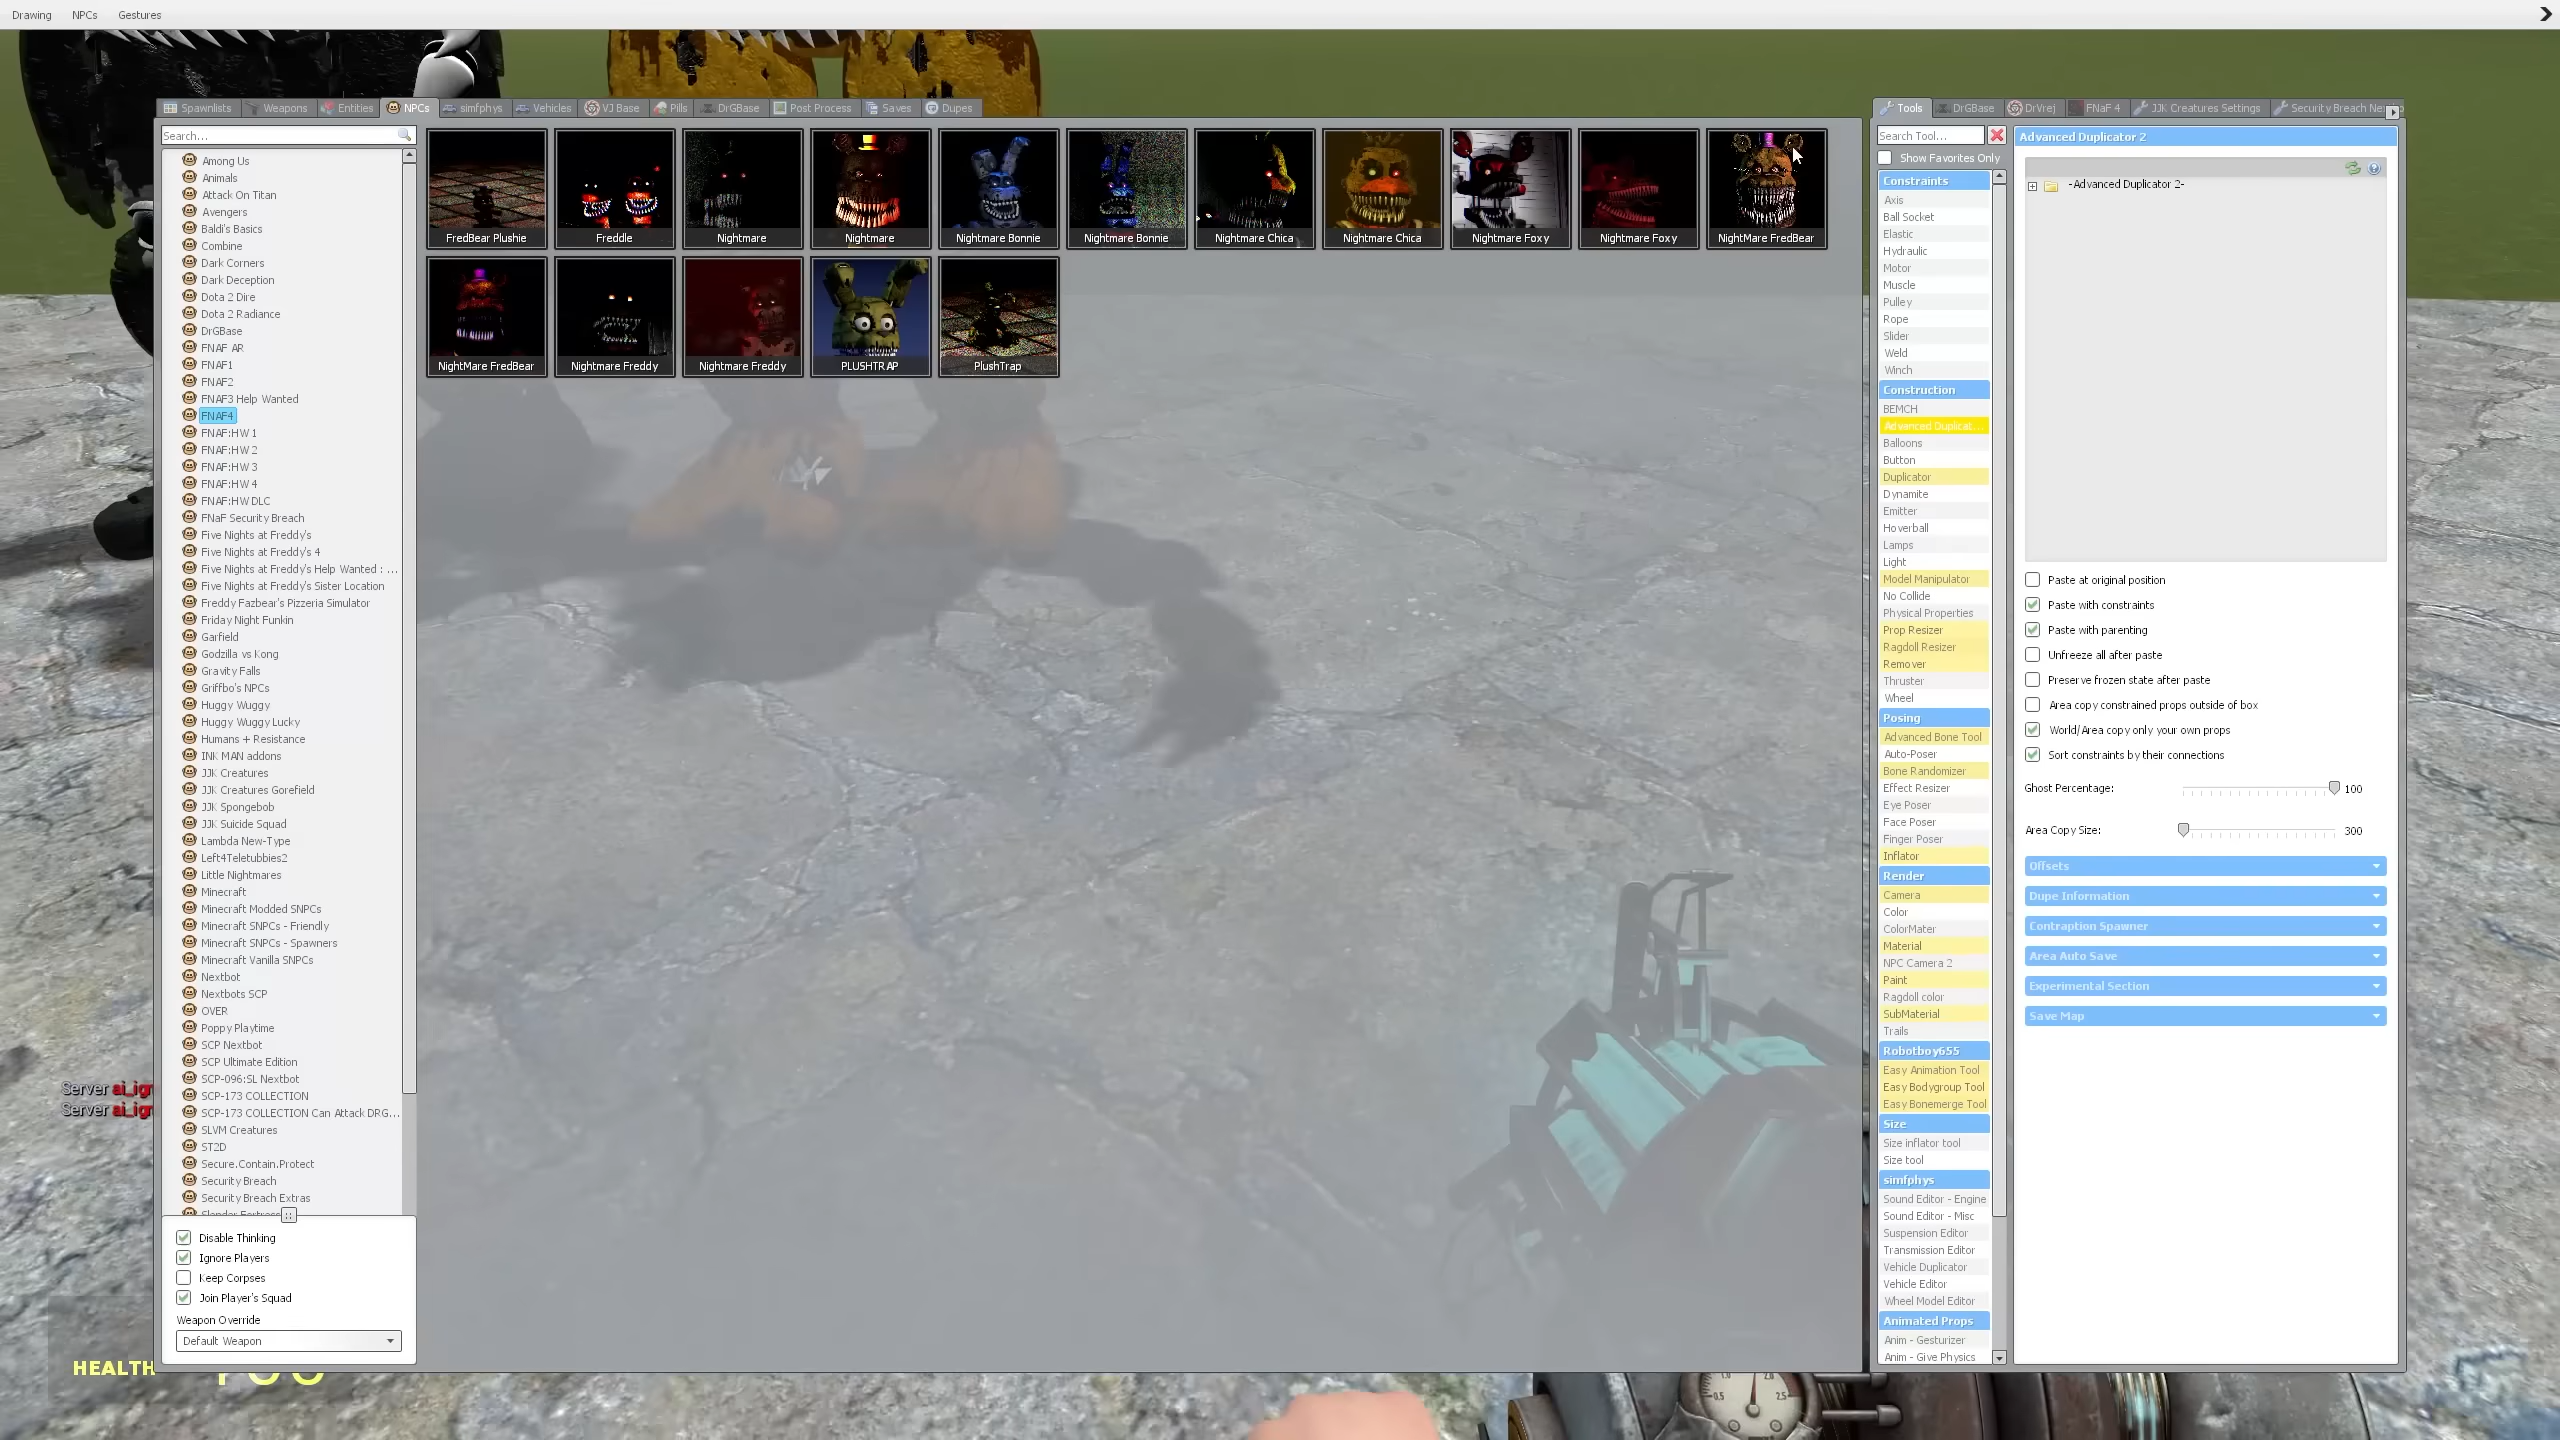 Drawing NPCs Gestures
Spawnlists Weapons Entities NPCs simfphys Vehicles VJ Base Pills DrGBase Post Process Saves Dupes
Search...
Among Us
Animals
Attack On Titan
Avengers
Baldi's Basics
Combine
Dark Corners
Dark Deception
Dota 2 Dire
Dota 2 Radiance
DrGBase
FNAF AR
FNAF1
FNAF2
FNAF3 Help Wanted
FNAF4
FNAF:HW 1
FNAF:HW 2
FNAF:HW 3
FNAF:HW 4
FNAF:HW DLC
FNaF Security Breach
Five Nights at Freddy's
Five Nights at Freddy's 4
Five Nights at Freddy's Help Wanted : ...
Five Nights at Freddy's Sister Location
Freddy Fazbear's Pizzeria Simulator
Friday Night Funkin
Garfield
Godzilla vs Kong
Gravity Falls
Griffbo's NPCs
Huggy Wuggy
Huggy Wuggy Lucky
Humans + Resistance
INK MAN addons
JJK Creatures
JJK Creatures Gorefield
JJK Spongebob
JJK Suicide Squad
Lambda New-Type
Left4Teletubbies2
Little Nightmares
Minecraft
Minecraft Modded SNPCs
Minecraft SNPCs - Friendly
Minecraft SNPCs - Spawners
Minecraft Vanilla SNPCs
Nextbot
Nextbots SCP
OVER
Poppy Playtime
SCP Nextbot
SCP Ultimate Edition
SCP-096:SL Nextbot
SCP-173 COLLECTION
SCP-173 COLLECTION Can Attack DRG...
SLVM Creatures
ST2D
Secure.Contain.Protect
Security Breach
Security Breach Extras
Disable Thinking
Ignore Players
Keep Corpses
Join Player's Squad
Weapon Override
Default Weapon
FredBear Plushie Freddle Nightmare Nightmare Nightmare Bonnie Nightmare Bonnie Nightmare Chica Nightmare Chica Nightmare Foxy Nightmare Foxy NightMare FredBear
NightMare FredBear Nightmare Freddy Nightmare Freddy PLUSHTRAP PlushTrap
Server ai_ign
Server ai_ign
HEALTH 100
Tools DrGBase DrVrej FNaF 4 JJK Creatures Settings Security Breach
Search Tool...
Show Favorites Only
Constraints
Axis
Ball Socket
Elastic
Hydraulic
Motor
Muscle
Pulley
Rope
Slider
Weld
Winch
Construction
BEMCH
Advanced Duplicat...
Balloons
Button
Duplicator
Dynamite
Emitter
Hoverball
Lamps
Light
Model Manipulator
No Collide
Physical Properties
Prop Resizer
Ragdoll Resizer
Remover
Thruster
Wheel
Posing
Advanced Bone Tool
Auto-Poser
Bone Randomizer
Effect Resizer
Eye Poser
Face Poser
Finger Poser
Inflator
Render
Camera
Color
ColorMater
Material
NPC Camera 2
Paint
Ragdoll color
SubMaterial
Trails
Robotboy655
Easy Animation Tool
Easy Bodygroup Tool
Easy Bonemerge Tool
Size
Size inflator tool
Size tool
simfphys
Sound Editor - Engine
Sound Editor - Misc
Suspension Editor
Transmission Editor
Vehicle Duplicator
Vehicle Editor
Wheel Model Editor
Animated Props
Anim - Gesturizer
Anim - Give Physics
Advanced Duplicator 2
-Advanced Duplicator 2-
Paste at original position
Paste with constraints
Paste with parenting
Unfreeze all after paste
Preserve frozen state after paste
Area copy constrained props outside of box
World/Area copy only your own props
Sort constraints by their connections
Ghost Percentage: 100
Area Copy Size: 300
Offsets
Dupe Information
Contraption Spawner
Area Auto Save
Experimental Section
Save Map